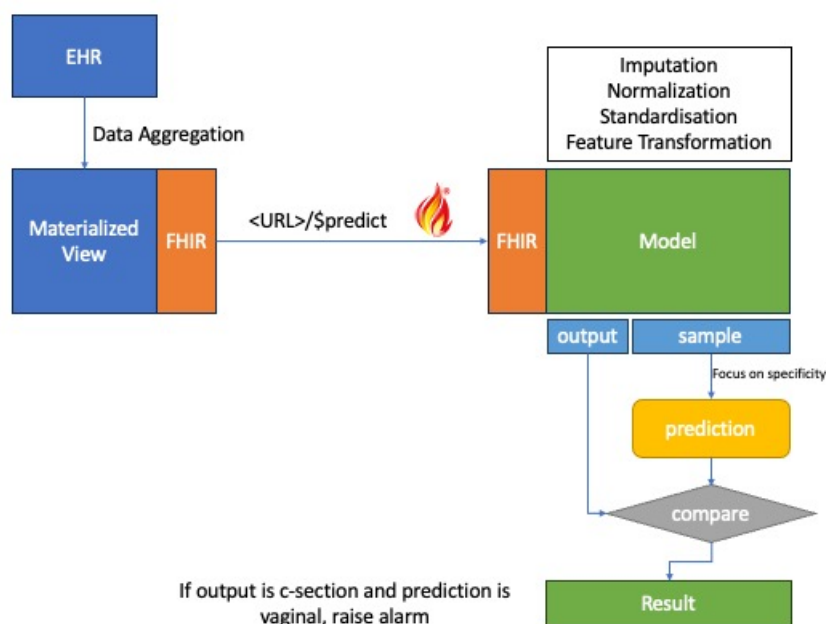 EHR
Data Aggregation
Imputation
Normalization
Standardisation
Feature Transformation
Materialized
View
FHIR
<URL>/$predict
®
FHIR
Model
output
sample
Focus on specificity
prediction
compare
If output is c-section and prediction is
vaginal, raise alarm
Result